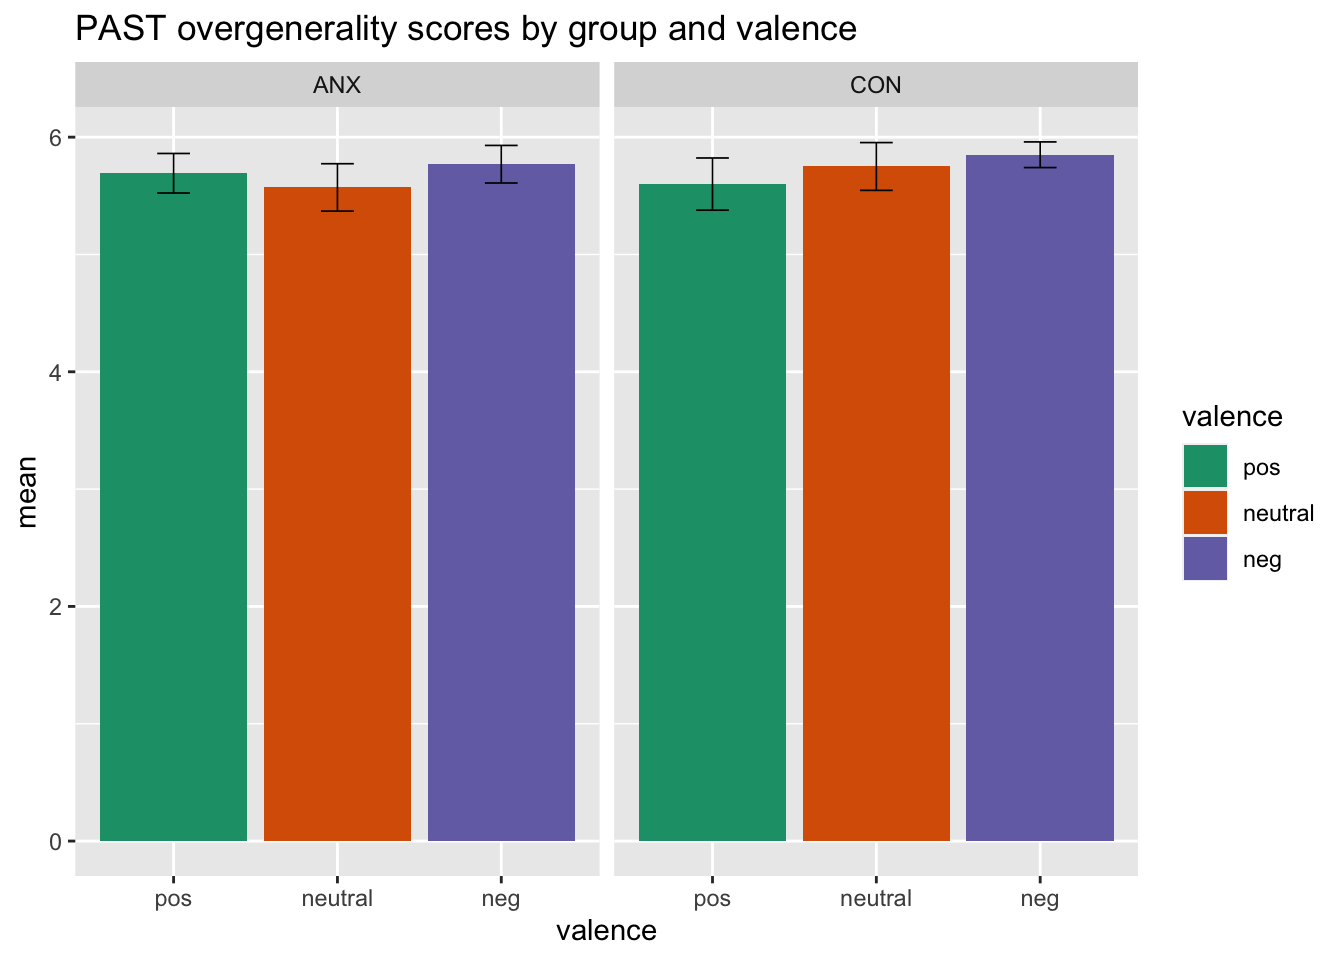 PAST overgenerality scores by group and valence
ANX
CON
6
4
2
0
mean
pos
neutral
neg
pos
neutral
neg
valence
valence
pos
neutral
neg